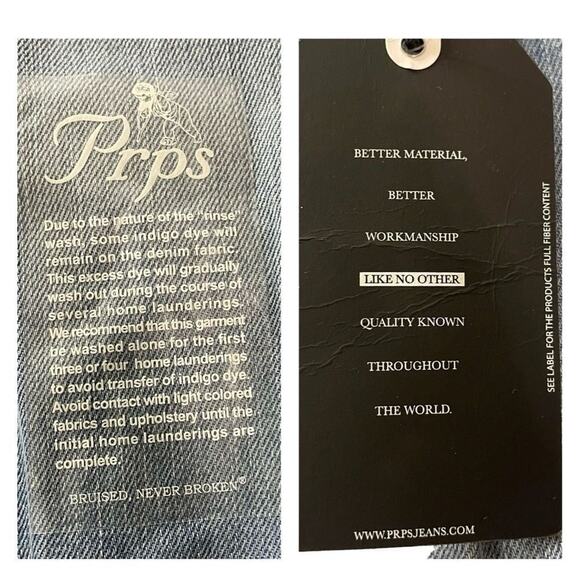 Prps
Due to the nature of the "rinse"
wash, some indigo dye will
remain on the denim fabric.
This excess dye will gradually
wash out during the course of
several home launderings.
We recommend that this garment
be washed alone for the first
three or four home launderings
to avoid transfer of indigo dye.
Avoid contact with light colored
fabrics and upholstery until the
initial home launderings are
complete.
BRUISED, NEVER BROKEN®
BETTER MATERIAL,
BETTER
WORKMANSHIP
LIKE NO OTHER
QUALITY KNOWN
THROUGHOUT
THE WORLD.
WWW.PRPSJEANS.COM
SEE LABEL FOR THE PRODUCTS FULL FIBER CONTENT